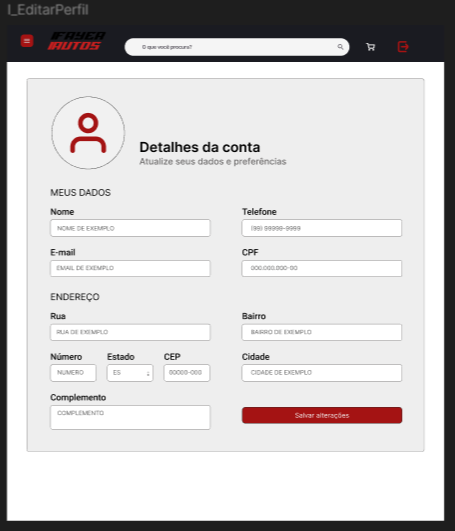 I_EditarPerfil
FRYGA
AUTOS
O que você procura?
Detalhes da conta
Atualize seus dados e preferências
MEUS DADOS
Nome
Telefone
NOME DE EXEMPLO
(99) 99999-9999
E-mail
CPF
EMAIL DE EXEMPLO
000.000.000-00
ENDEREÇO
Rua
Bairro
RUA DE EXEMPLO
BAIRRO DE EXEMPLO
Número
Estado
CEP
Cidade
NÚMERO
ES
00000-000
CIDADE DE EXEMPLO
Complemento
COMPLEMENTO
Salvar alterações